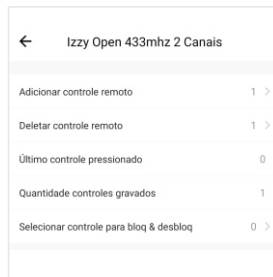 Izzy Open 433mhz 2 Canais
Adicionar controle remoto 1
Deletar controle remoto 1
Último controle pressionado 0
Quantidade controles gravados 1
Selecionar controle para bloq & desbloq 0